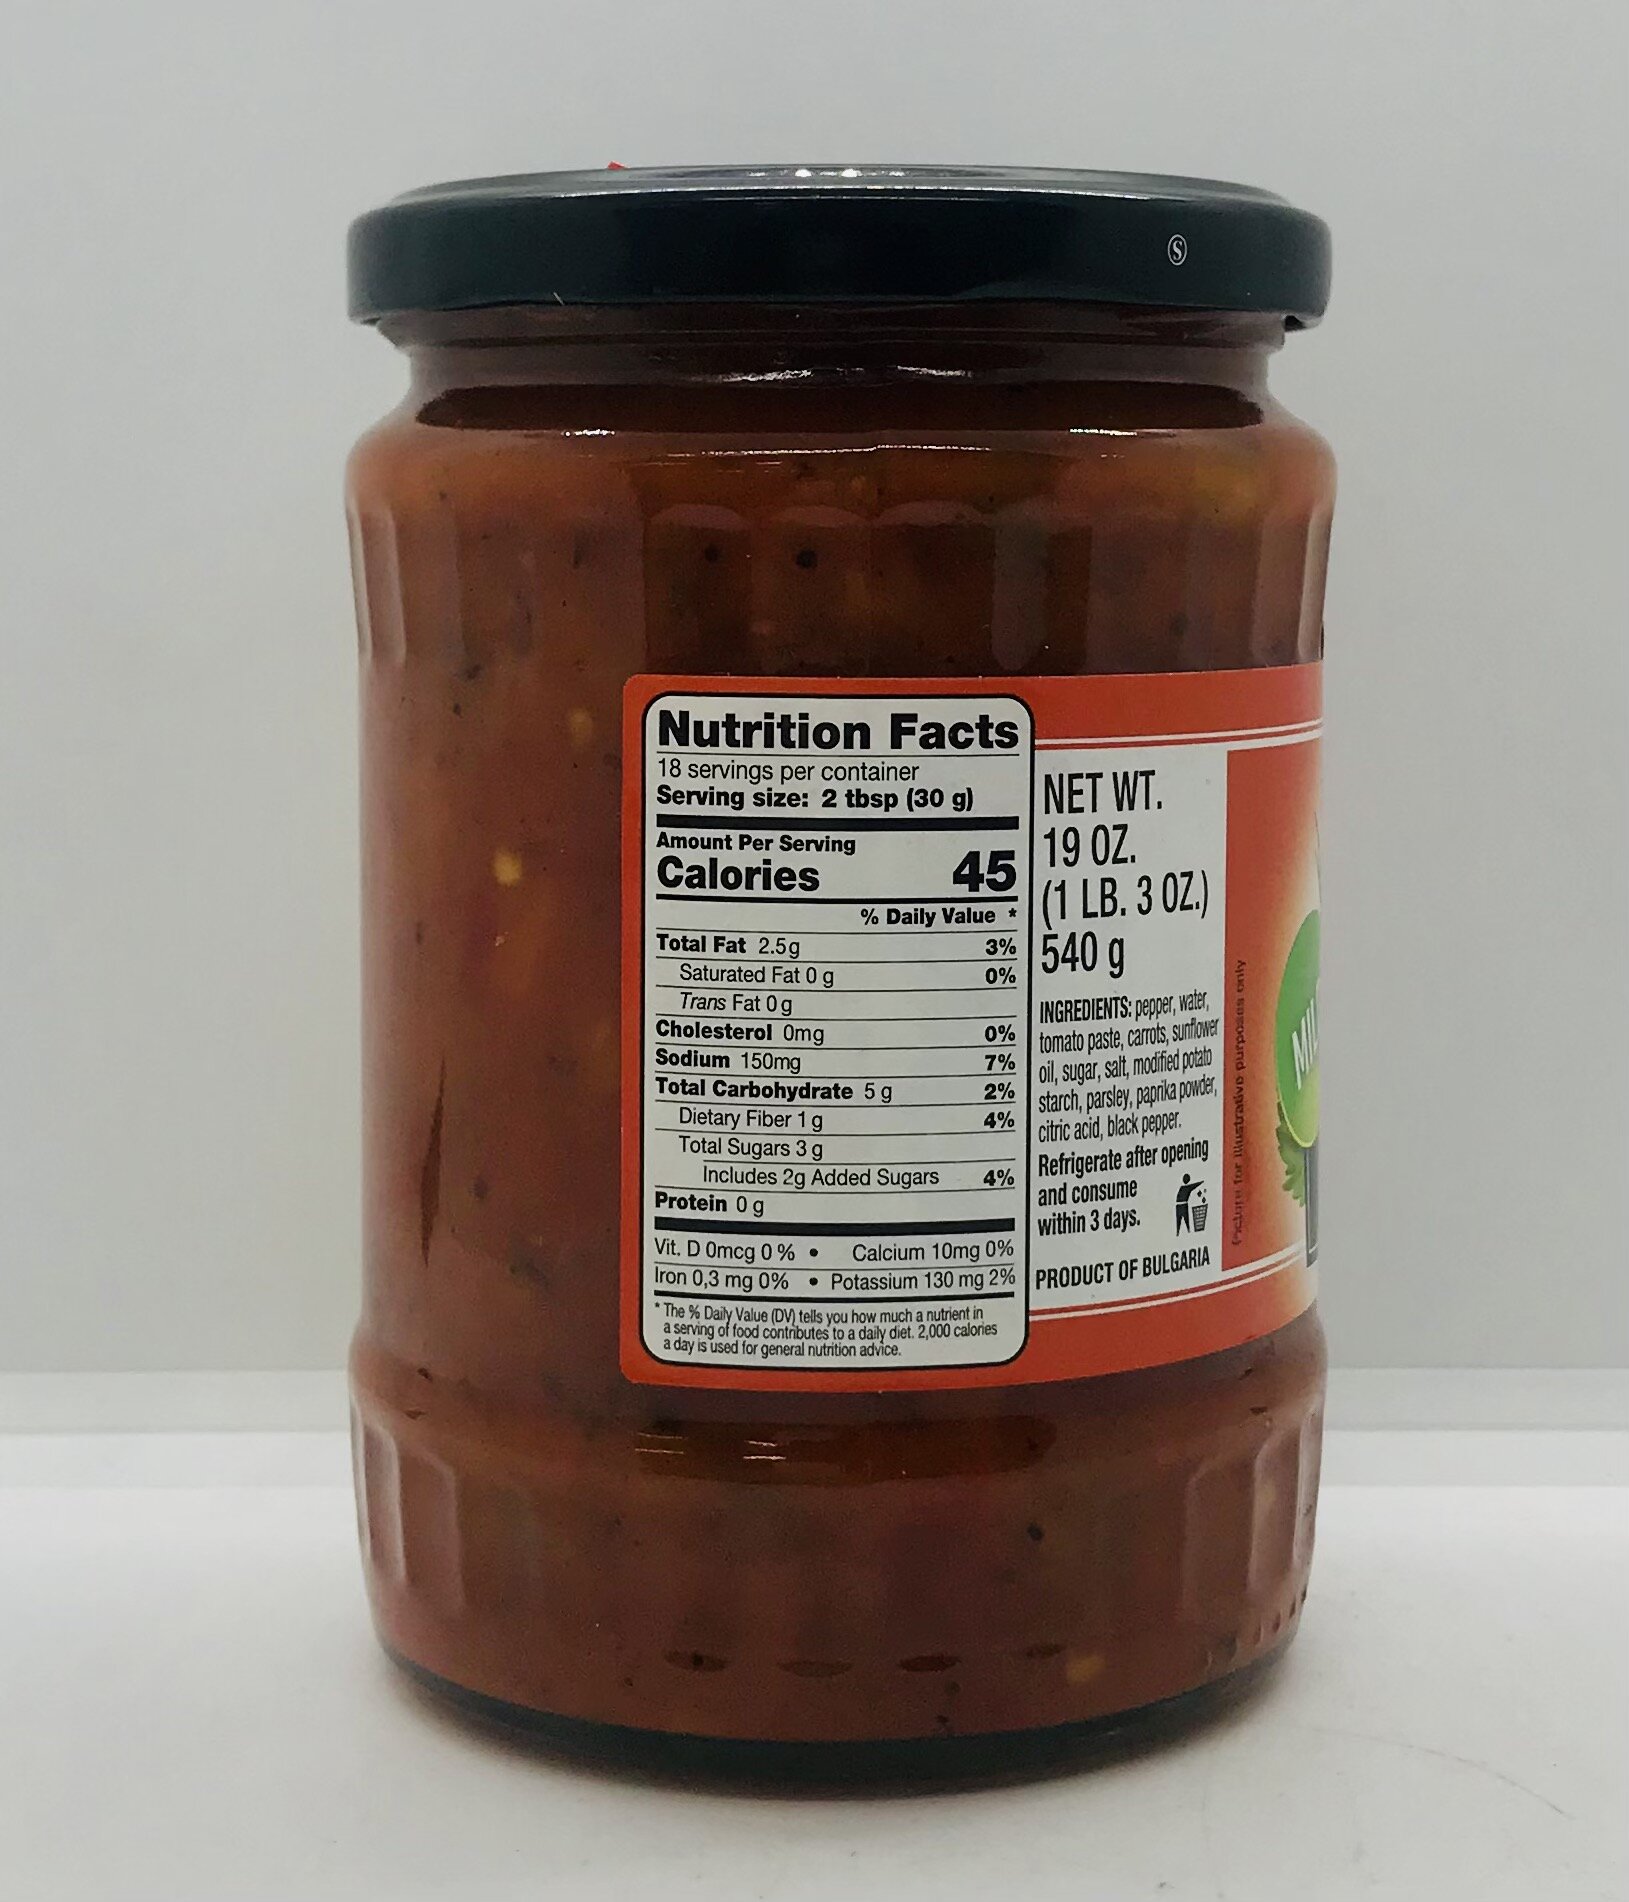 Ⓢ
Nutrition Facts
18 servings per container
Serving size: 2 tbsp (30 g)
Amount Per Serving
Calories 45
% Daily Value *
Total Fat 2.5g 3%
Saturated Fat 0 g 0%
Trans Fat 0 g
Cholesterol 0mg 0%
Sodium 150mg 7%
Total Carbohydrate 5 g 2%
Dietary Fiber 1 g 4%
Total Sugars 3 g
Includes 2g Added Sugars 4%
Protein 0 g
Vit. D 0mcg 0 % • Calcium 10mg 0%
Iron 0,3 mg 0% • Potassium 130 mg 2%
* The % Daily Value (DV) tells you how much a nutrient in
a serving of food contributes to a daily diet. 2,000 calories
a day is used for general nutrition advice.
NET WT.
19 OZ.
(1 LB. 3 OZ.)
540 g
INGREDIENTS: pepper, water,
tomato paste, carrots, sunflower
oil, sugar, salt, modified potato
starch, parsley, paprika powder,
citric acid, black pepper.
Refrigerate after opening
and consume
within 3 days.
PRODUCT OF BULGARIA
Picture for illustrative purposes only